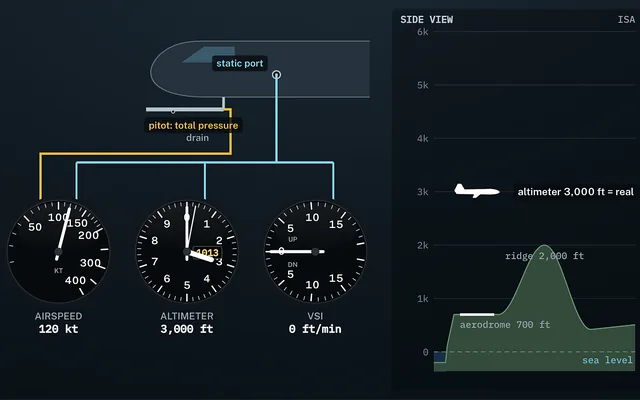 static port
pitot: total pressure
drain
50
100
150
200
300
400
KT
AIRSPEED
120 kt
0
1
2
3
4
5
6
7
8
9
1013
ALTIMETER
3,000 ft
0
5
10
15
UP
DN
5
10
15
VSI
0 ft/min
SIDE VIEW
ISA
6k
5k
4k
3k
altimeter 3,000 ft = real
2k
ridge 2,000 ft
1k
aerodrome 700 ft
0
sea level